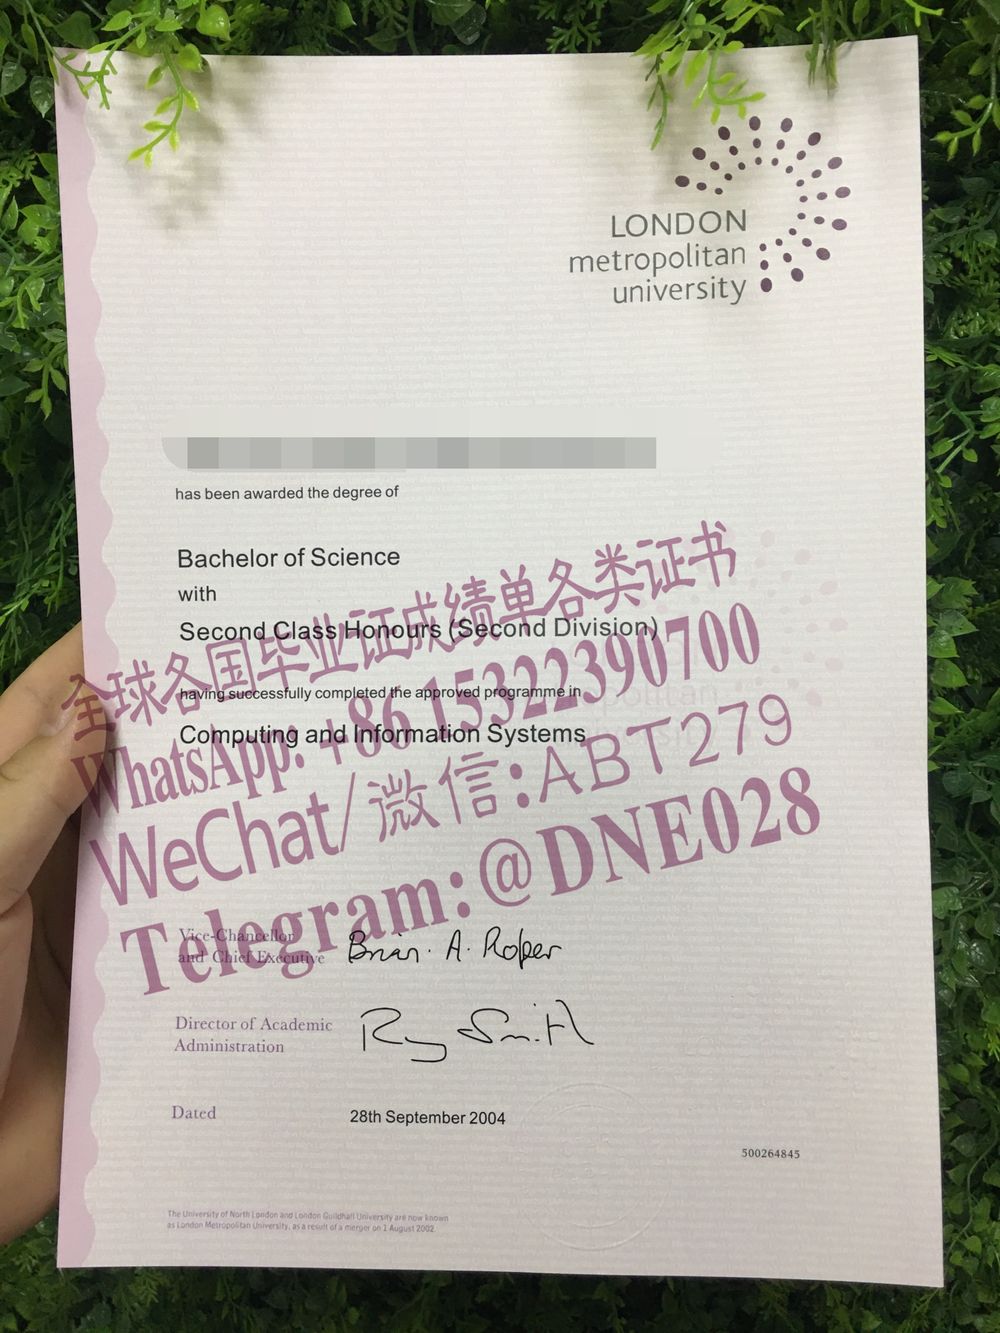 LONDON
metropolitan
university
has been awarded the degree of
Bachelor of Science
with
Second Class Honours (Second Division)
having successfully completed the approved programme in
Computing and Information Systems
全球各国毕业证成绩单各类证书
WhatsApp: +86 15322390700
WeChat/微信:ABT279
Telegram:@DNE028
Vice-Chancellor
and Chief Executive
Brian. A. Roper
Director of Academic
Administration
Dated
28th September 2004
500264845
The University of North London and London Guildhall University are now known
as London Metropolitan University, as a result of a merger on 1 August 2002